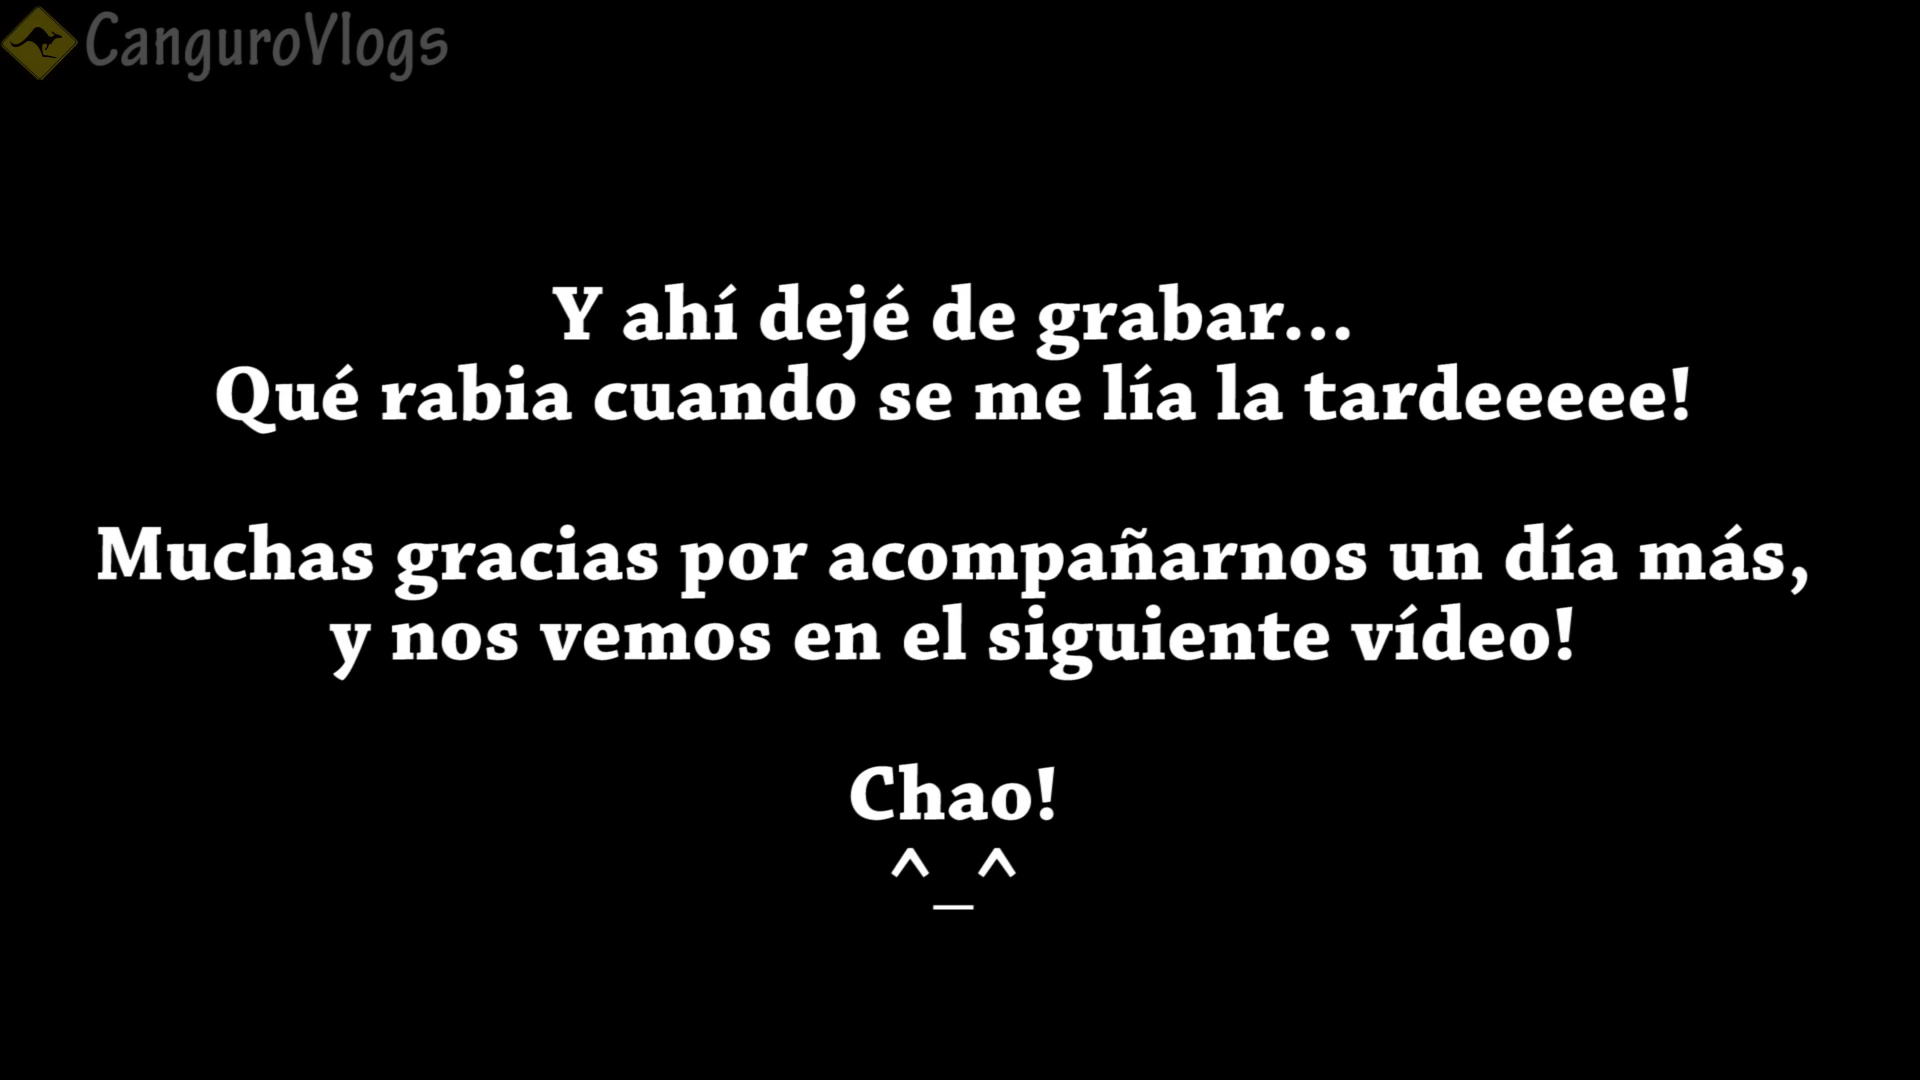 CanguroVlogs
Y ahí dejé de grabar...
Qué rabia cuando se me lía la tardeeeee!
Muchas gracias por acompañarnos un día más,
y nos vemos en el siguiente vídeo!
Chao!
^_^